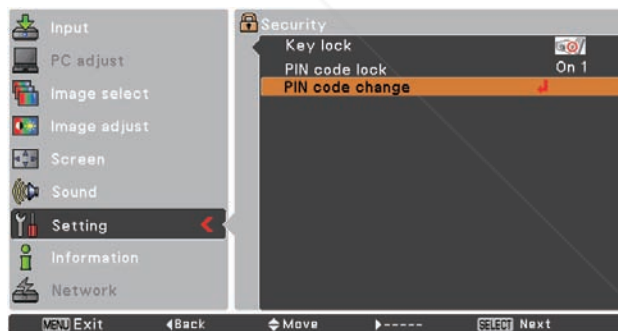 Input
PC adjust
Image select
Image adjust
Screen
Sound
Setting
Information
Network
Security
Key lock
PIN code lock On 1
PIN code change
MENU Exit ◀Back Move ▶----- SELECT Next